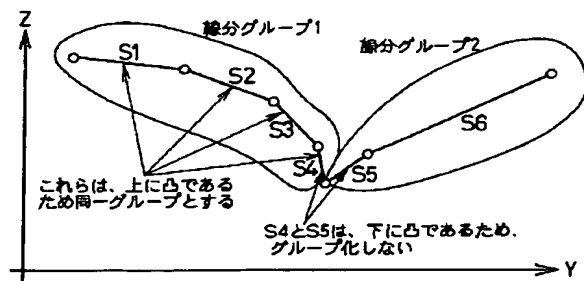 Z
線分グループ1
線分グループ2
S1
S2
S3
S4
S5
S6
これらは、上に凸である
ため同一グループとする
S4とS5は、下に凸であるため、
グループ化しない
Y